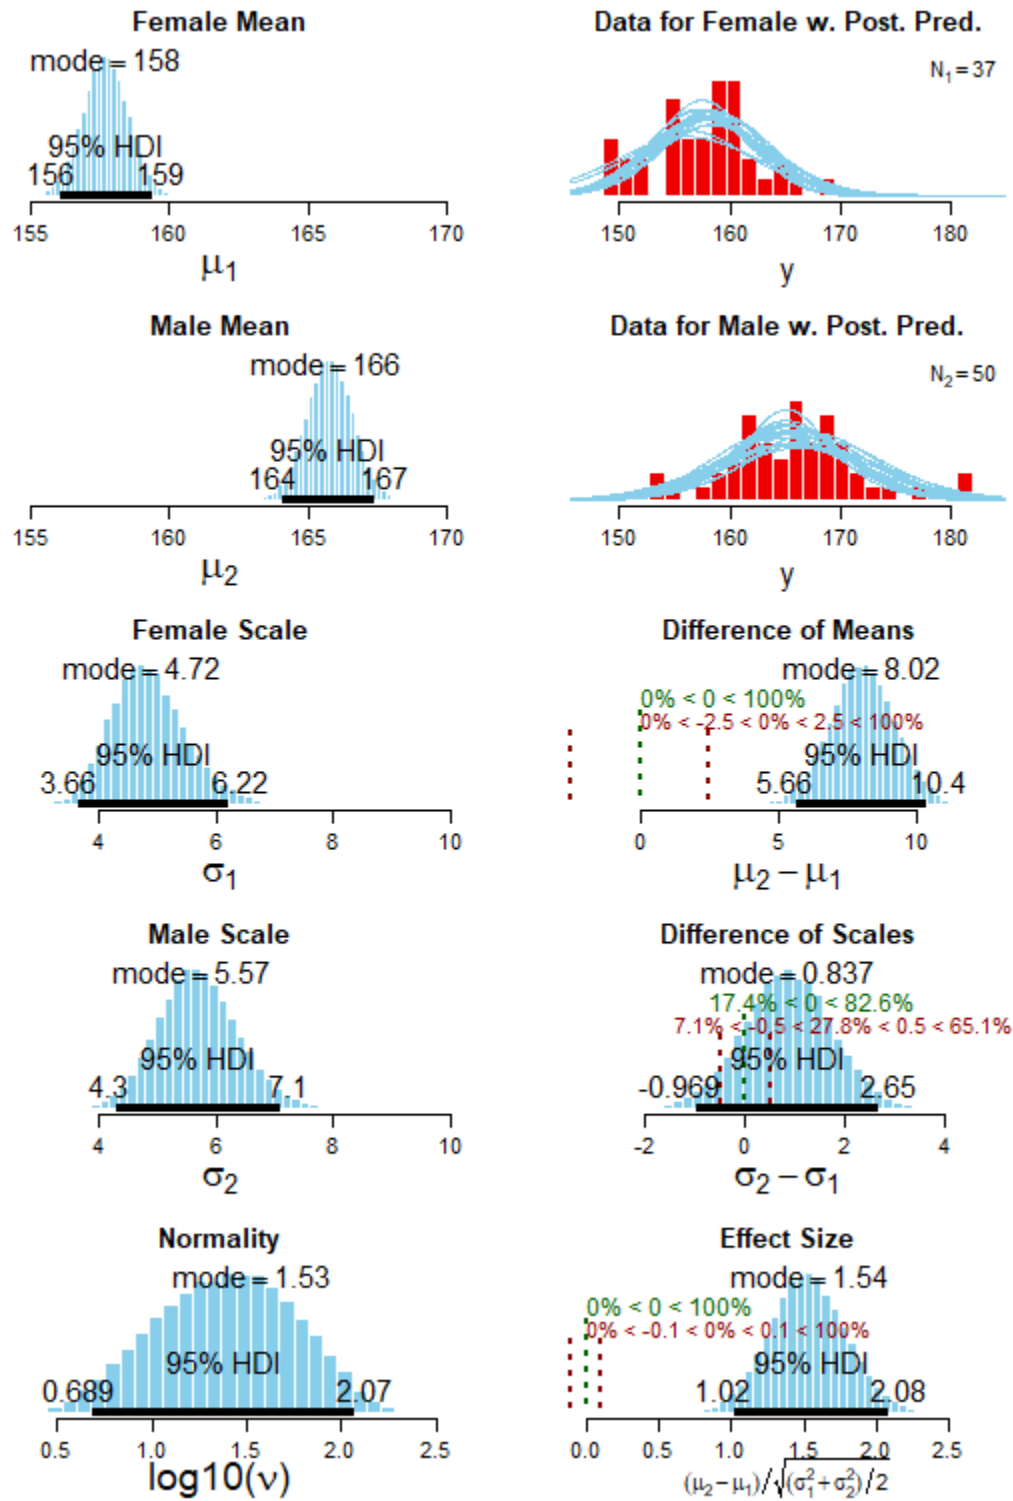 Female Mean
mode = 158
95% HDI
156 159
155 160 165 170
μ1
Data for Female w. Post. Pred.
N1 = 37
150 160 170 180
y
Male Mean
mode = 166
95% HDI
164 167
155 160 165 170
μ2
Data for Male w. Post. Pred.
N2 = 50
150 160 170 180
y
Female Scale
mode = 4.72
95% HDI
3.66 6.22
4 6 8 10
σ1
Difference of Means
mode = 8.02
0% < 0 < 100%
0% < -2.5 < 0% < 2.5 < 100%
95% HDI
5.66 10.4
0 5 10
μ2 − μ1
Male Scale
mode = 5.57
95% HDI
4.3 7.1
4 6 8 10
σ2
Difference of Scales
mode = 0.837
17.4% < 0 < 82.6%
7.1% < -0.5 < 27.8% < 0.5 < 65.1%
95% HDI
-0.969 2.65
-2 0 2 4
σ2 − σ1
Normality
mode = 1.53
95% HDI
0.689 2.07
0.5 1.0 1.5 2.0 2.5
log10(ν)
Effect Size
mode = 1.54
0% < 0 < 100%
0% < -0.1 < 0% < 0.1 < 100%
95% HDI
1.02 2.08
0.0 0.5 1.0 1.5 2.0 2.5
(μ2 − μ1)/√(σ1² + σ2²)/2